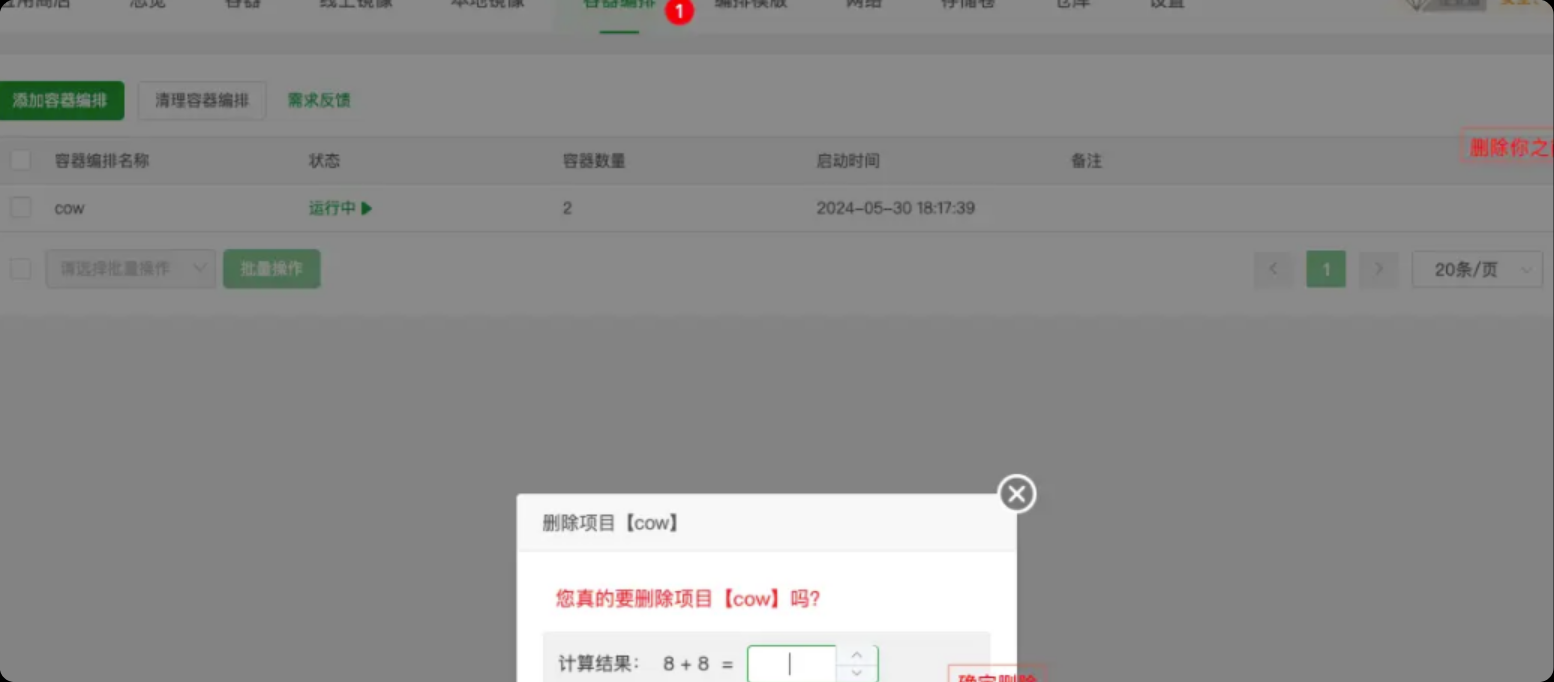 总览 容器 线上镜像 本地镜像 容器编排 1 编排模板 网络 存储卷 仓库 设置
添加容器编排 清理容器编排 需求反馈
容器编排名称 状态 容器数量 启动时间 备注
删除你之
cow 运行中 2 2024-05-30 18:17:39
请选择批量操作 批量操作 1 20条/页
删除项目【cow】
您真的要删除项目【cow】吗?
计算结果: 8 + 8 =
确定删除